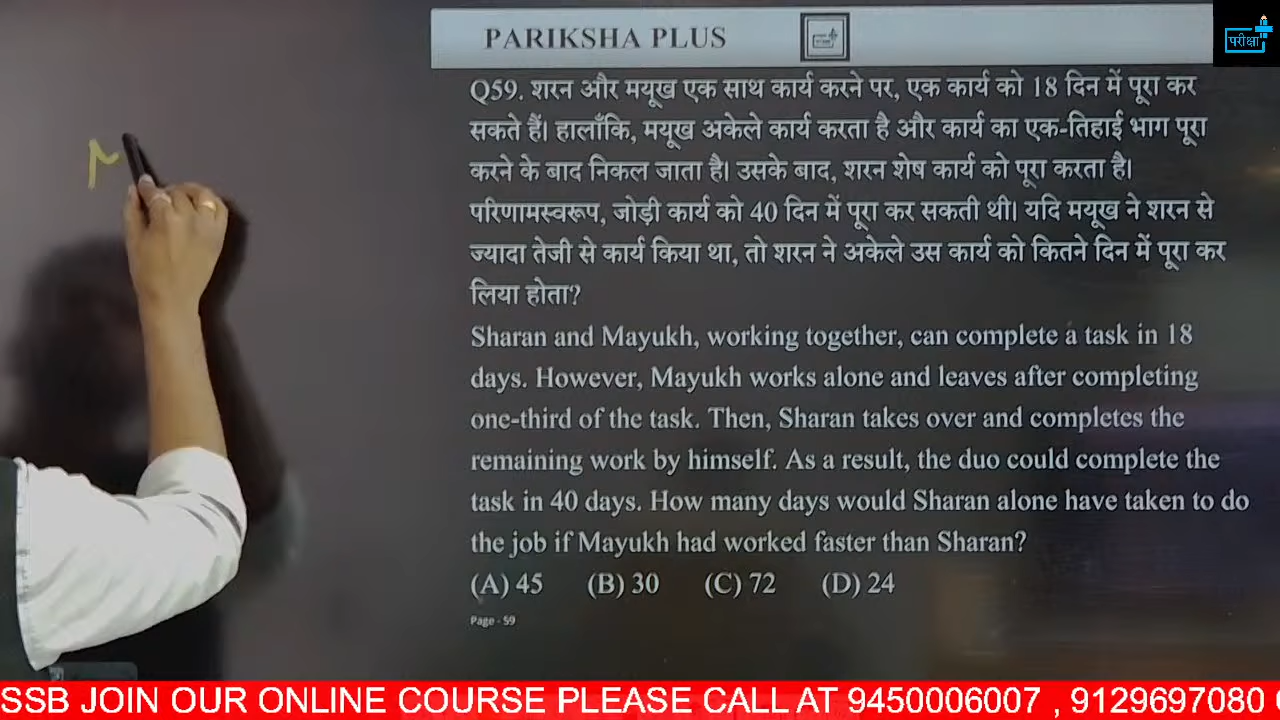 PARIKSHA PLUS
परीक्षा
Q59. शरन और मयूख एक साथ कार्य करने पर, एक कार्य को 18 दिन में पूरा कर
सकते हैं। हालाँकि, मयूख अकेले कार्य करता है और कार्य का एक-तिहाई भाग पूरा
करने के बाद निकल जाता है। उसके बाद, शरन शेष कार्य को पूरा करता है।
परिणामस्वरूप, जोड़ी कार्य को 40 दिन में पूरा कर सकती थी। यदि मयूख ने शरन से
ज्यादा तेजी से कार्य किया था, तो शरन ने अकेले उस कार्य को कितने दिन में पूरा कर
लिया होता?
Sharan and Mayukh, working together, can complete a task in 18
days. However, Mayukh works alone and leaves after completing
one-third of the task. Then, Sharan takes over and completes the
remaining work by himself. As a result, the duo could complete the
task in 40 days. How many days would Sharan alone have taken to do
the job if Mayukh had worked faster than Sharan?
(A) 45 (B) 30 (C) 72 (D) 24
Page - 59
SSB JOIN OUR ONLINE COURSE PLEASE CALL AT 9450006007 , 9129697080